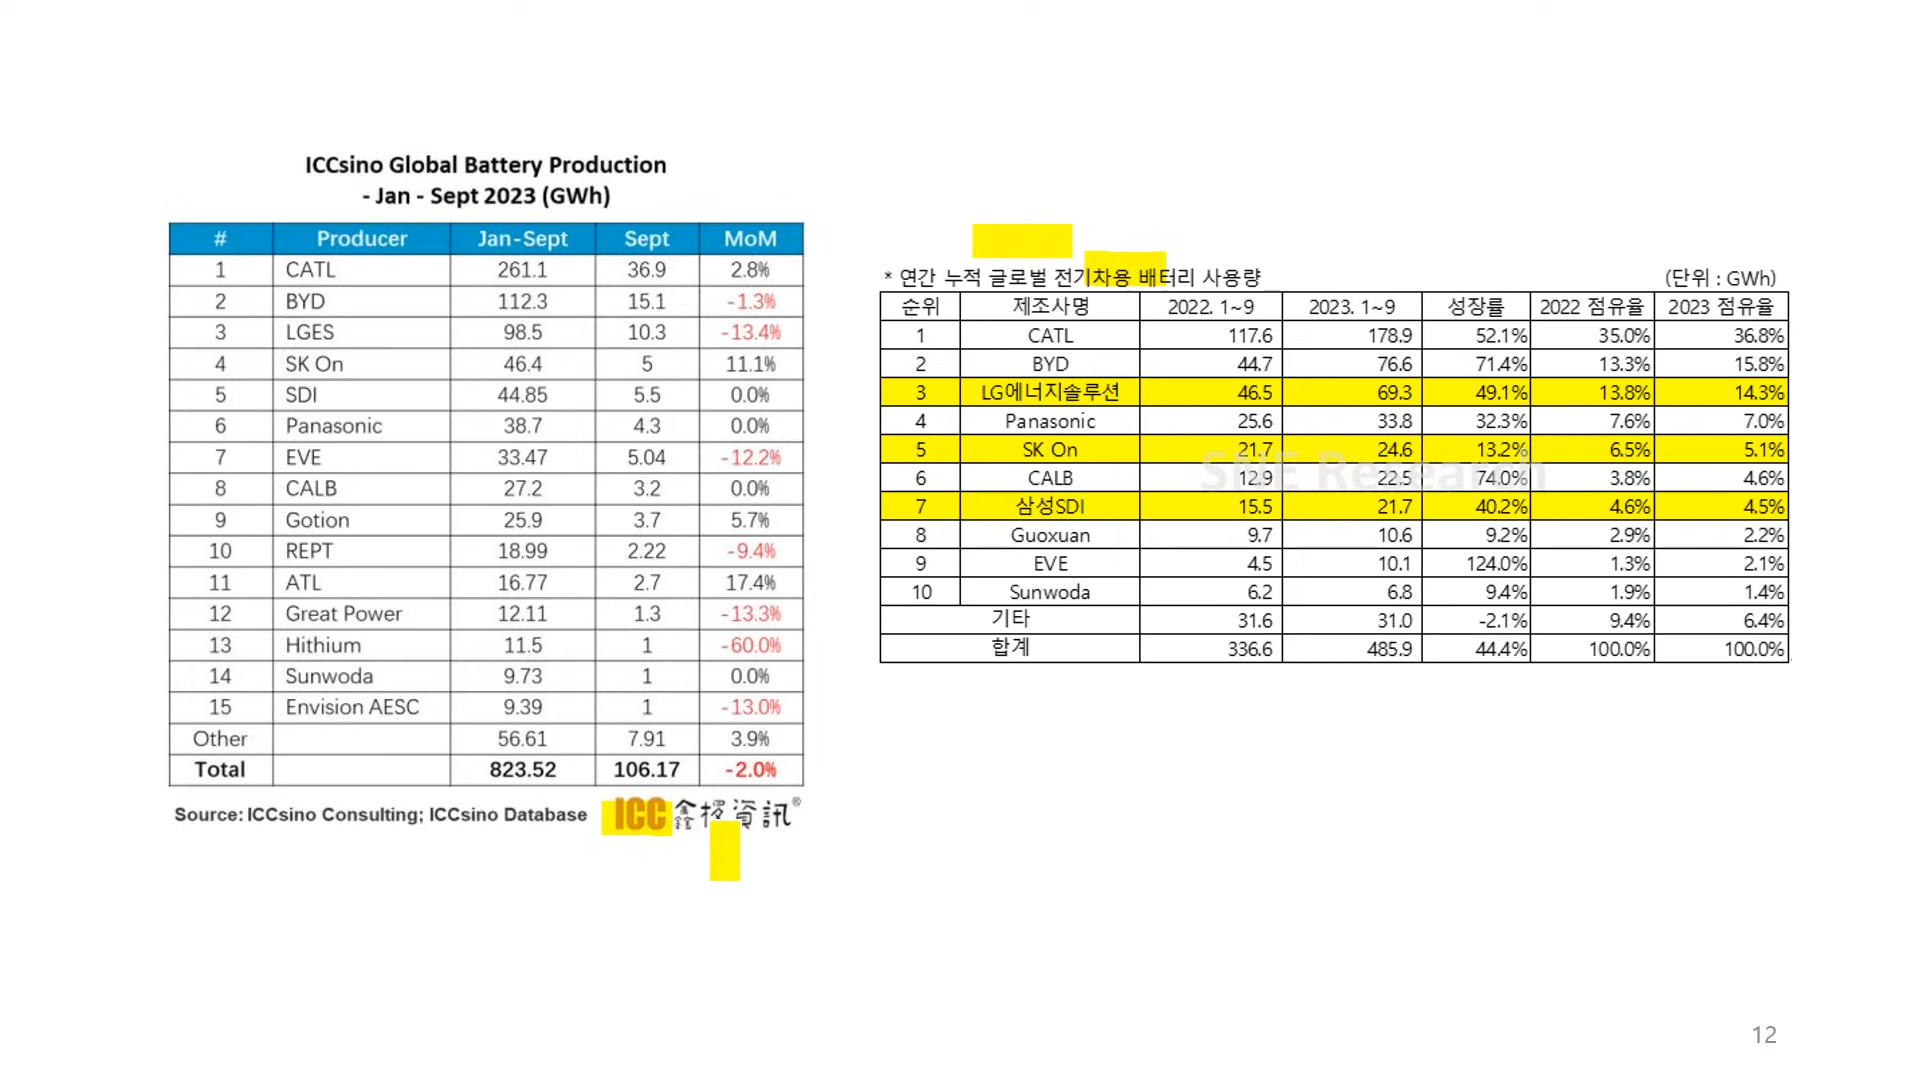 ICCsino Global Battery Production
- Jan - Sept 2023 (GWh)
# Producer Jan-Sept Sept MoM
1 CATL 261.1 36.9 2.8%
2 BYD 112.3 15.1 -1.3%
3 LGES 98.5 10.3 -13.4%
4 SK On 46.4 5 11.1%
5 SDI 44.85 5.5 0.0%
6 Panasonic 38.7 4.3 0.0%
7 EVE 33.47 5.04 -12.2%
8 CALB 27.2 3.2 0.0%
9 Gotion 25.9 3.7 5.7%
10 REPT 18.99 2.22 -9.4%
11 ATL 16.77 2.7 17.4%
12 Great Power 12.11 1.3 -13.3%
13 Hithium 11.5 1 -60.0%
14 Sunwoda 9.73 1 0.0%
15 Envision AESC 9.39 1 -13.0%
Other 56.61 7.91 3.9%
Total 823.52 106.17 -2.0%
Source: ICCsino Consulting; ICCsino Database ICC 鑫椤資訊®
* 연간 누적 글로벌 전기차용 배터리 사용량 (단위 : GWh)
순위 제조사명 2022. 1~9 2023. 1~9 성장률 2022 점유율 2023 점유율
1 CATL 117.6 178.9 52.1% 35.0% 36.8%
2 BYD 44.7 76.6 71.4% 13.3% 15.8%
3 LG에너지솔루션 46.5 69.3 49.1% 13.8% 14.3%
4 Panasonic 25.6 33.8 32.3% 7.6% 7.0%
5 SK On 21.7 24.6 13.2% 6.5% 5.1%
SNE Research
6 CALB 12.9 22.5 74.0% 3.8% 4.6%
7 삼성SDI 15.5 21.7 40.2% 4.6% 4.5%
8 Guoxuan 9.7 10.6 9.2% 2.9% 2.2%
9 EVE 4.5 10.1 124.0% 1.3% 2.1%
10 Sunwoda 6.2 6.8 9.4% 1.9% 1.4%
기타 31.6 31.0 -2.1% 9.4% 6.4%
합계 336.6 485.9 44.4% 100.0% 100.0%
12